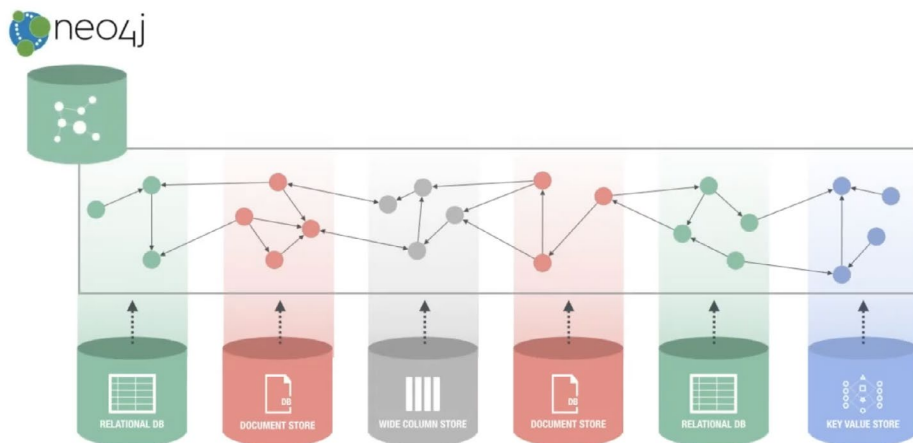 neo4j
RELATIONAL DB
DB
DOCUMENT STORE
WIDE COLUMN STORE
DB
DOCUMENT STORE
RELATIONAL DB
KEY VALUE STORE